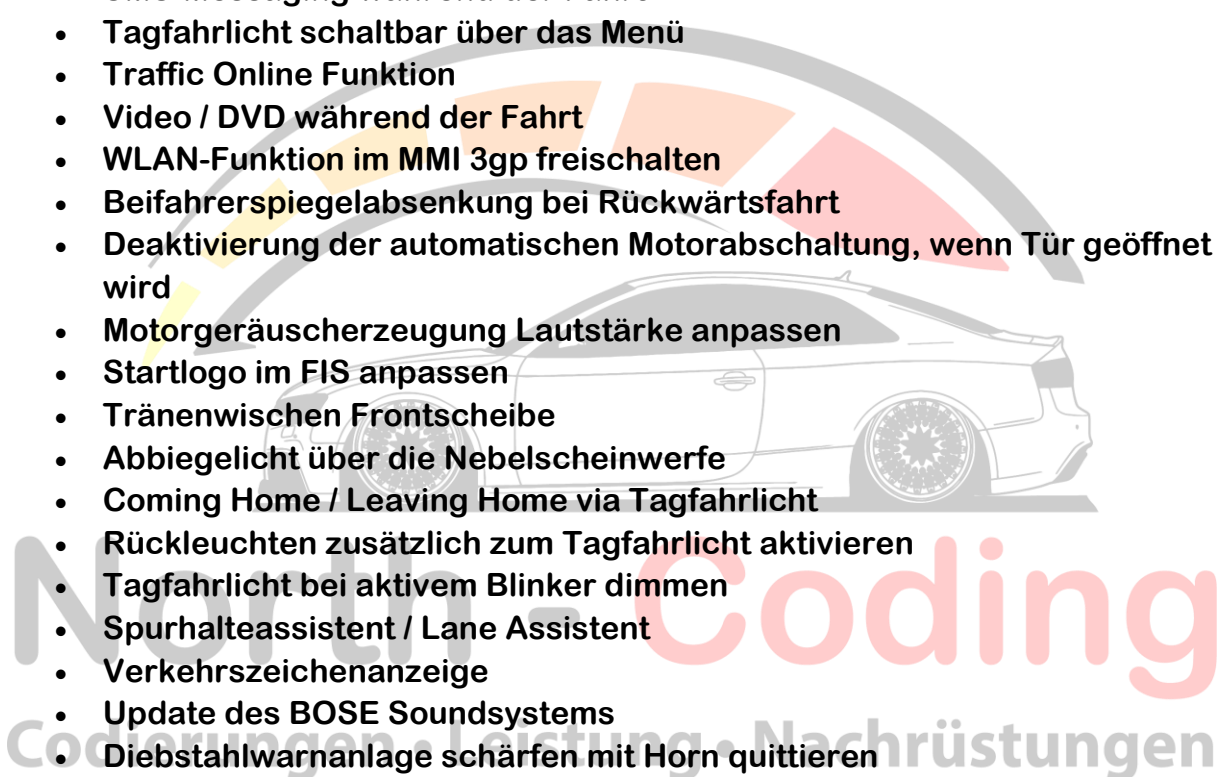 • Tagfahrlicht schaltbar über das Menü
• Traffic Online Funktion
• Video / DVD während der Fahrt
• WLAN-Funktion im MMI 3gp freischalten
• Beifahrerspiegelabsenkung bei Rückwärtsfahrt
• Deaktivierung der automatischen Motorabschaltung, wenn Tür geöffnet
wird
• Motorgeräuscherzeugung Lautstärke anpassen
• Startlogo im FIS anpassen
• Tränenwischen Frontscheibe
• Abbiegelicht über die Nebelscheinwerfe
• Coming Home / Leaving Home via Tagfahrlicht
• Rückleuchten zusätzlich zum Tagfahrlicht aktivieren
• Tagfahrlicht bei aktivem Blinker dimmen
• Spurhalteassistent / Lane Assistent
• Verkehrszeichenanzeige
• Update des BOSE Soundsystems
• Diebstahlwarnanlage schärfen mit Horn quittieren
North - Coding
Codierungen • Leistung • Nachrüstungen